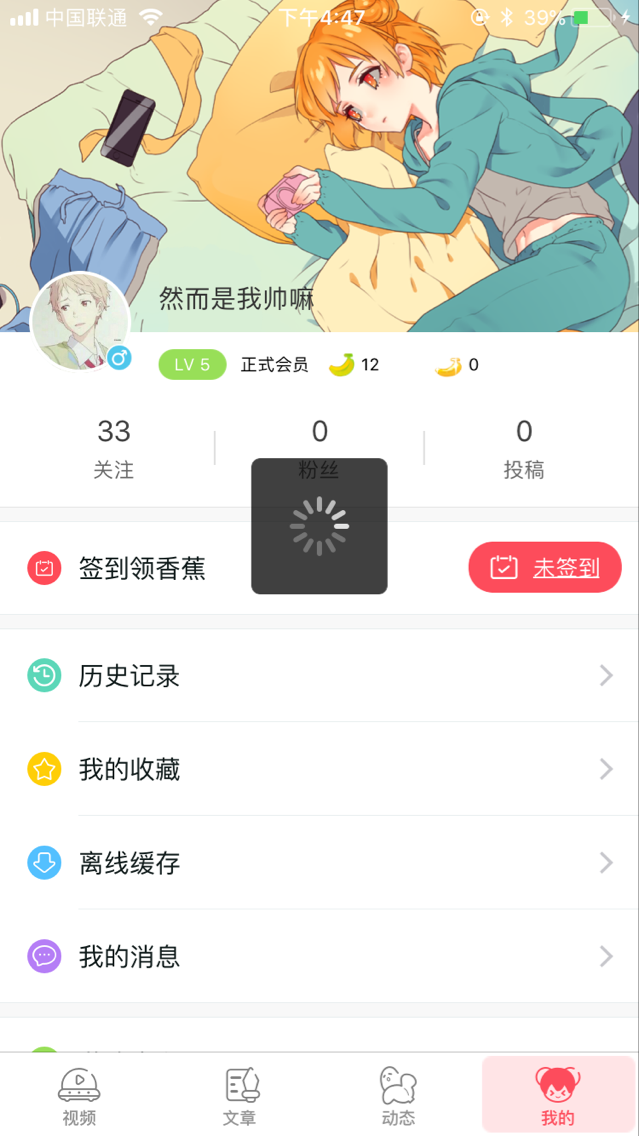 中国联通 下午4:47 39%
然而是我帅嘛
LV 5 正式会员 12 0
33 0 0
关注 粉丝 投稿
签到领香蕉 未签到
历史记录
我的收藏
离线缓存
我的消息
视频 文章 动态 我的